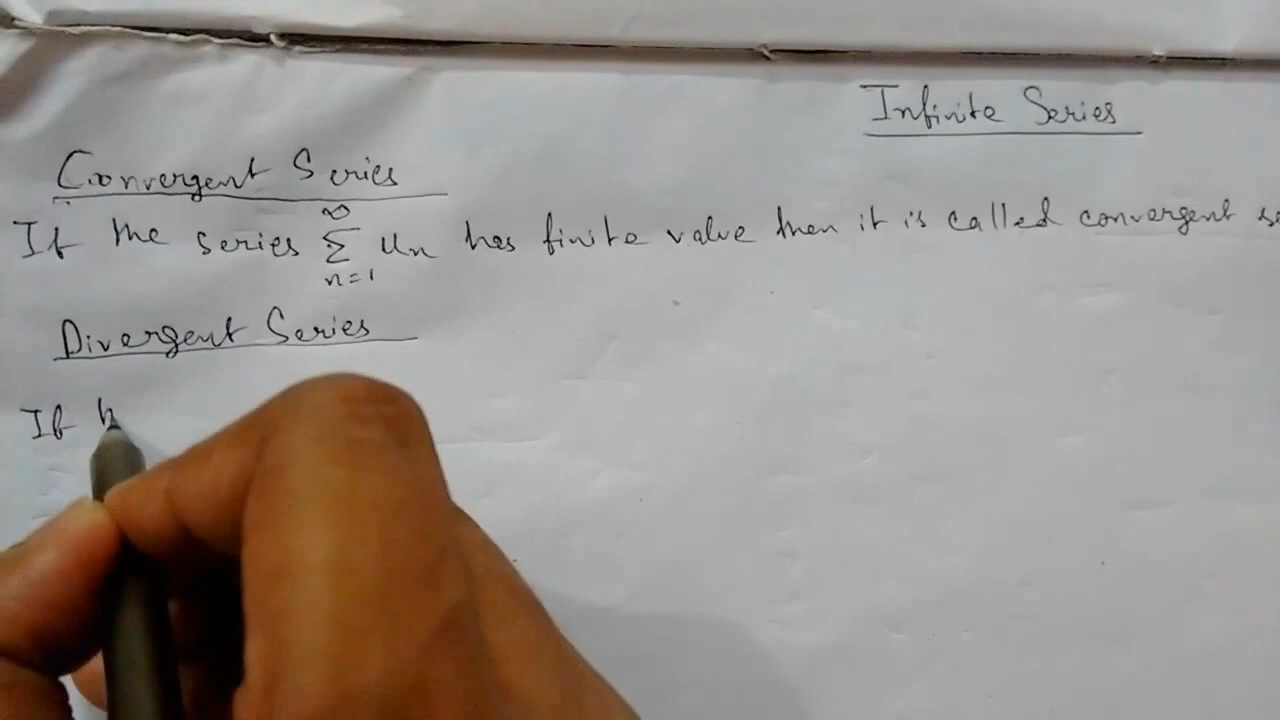 Infinite Series
Convergent Series
If the series ∞∑n=1 un has finite value then it is called convergent
Divergent Series
If